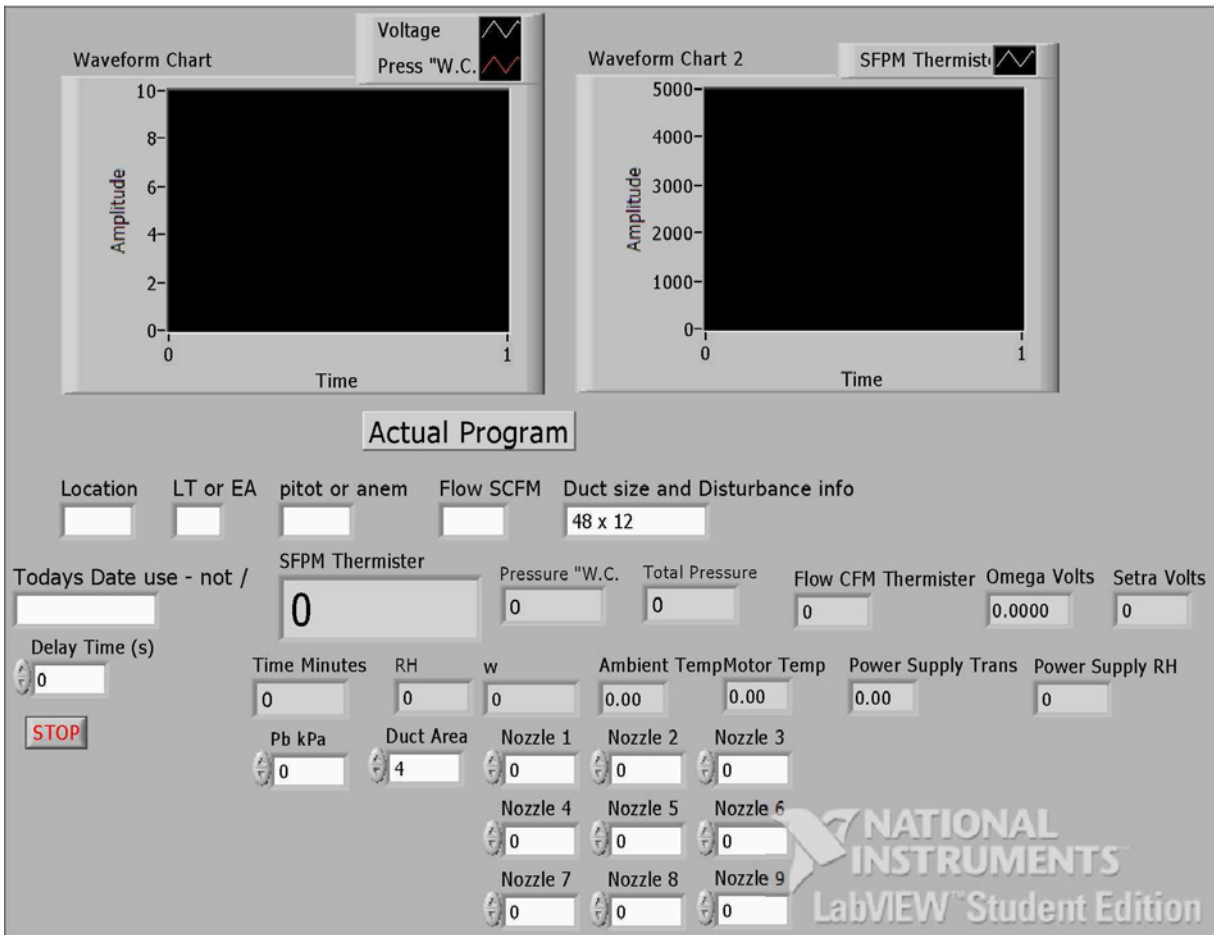 Voltage
Press "W.C.
Waveform Chart
10
8
6
4
2
0
Amplitude
0 1
Time
Waveform Chart 2
SFPM Thermist
5000
4000
3000
2000
1000
0
Amplitude
0 1
Time
Actual Program
Location LT or EA pitot or anem Flow SCFM Duct size and Disturbance info
48 x 12
Todays Date use - not /
SFPM Thermister
0
Pressure "W.C. Total Pressure Flow CFM Thermister Omega Volts Setra Volts
0 0 0 0.0000 0
Delay Time (s)
0
STOP
Time Minutes RH w Ambient Temp Motor Temp Power Supply Trans Power Supply RH
0 0 0 0.00 0.00 0.00 0
Pb kPa Duct Area Nozzle 1 Nozzle 2 Nozzle 3
0 4 0 0 0
Nozzle 4 Nozzle 5 Nozzle 6
0 0 0
Nozzle 7 Nozzle 8 Nozzle 9
0 0 0
NATIONAL
INSTRUMENTS™
LabVIEW™ Student Edition